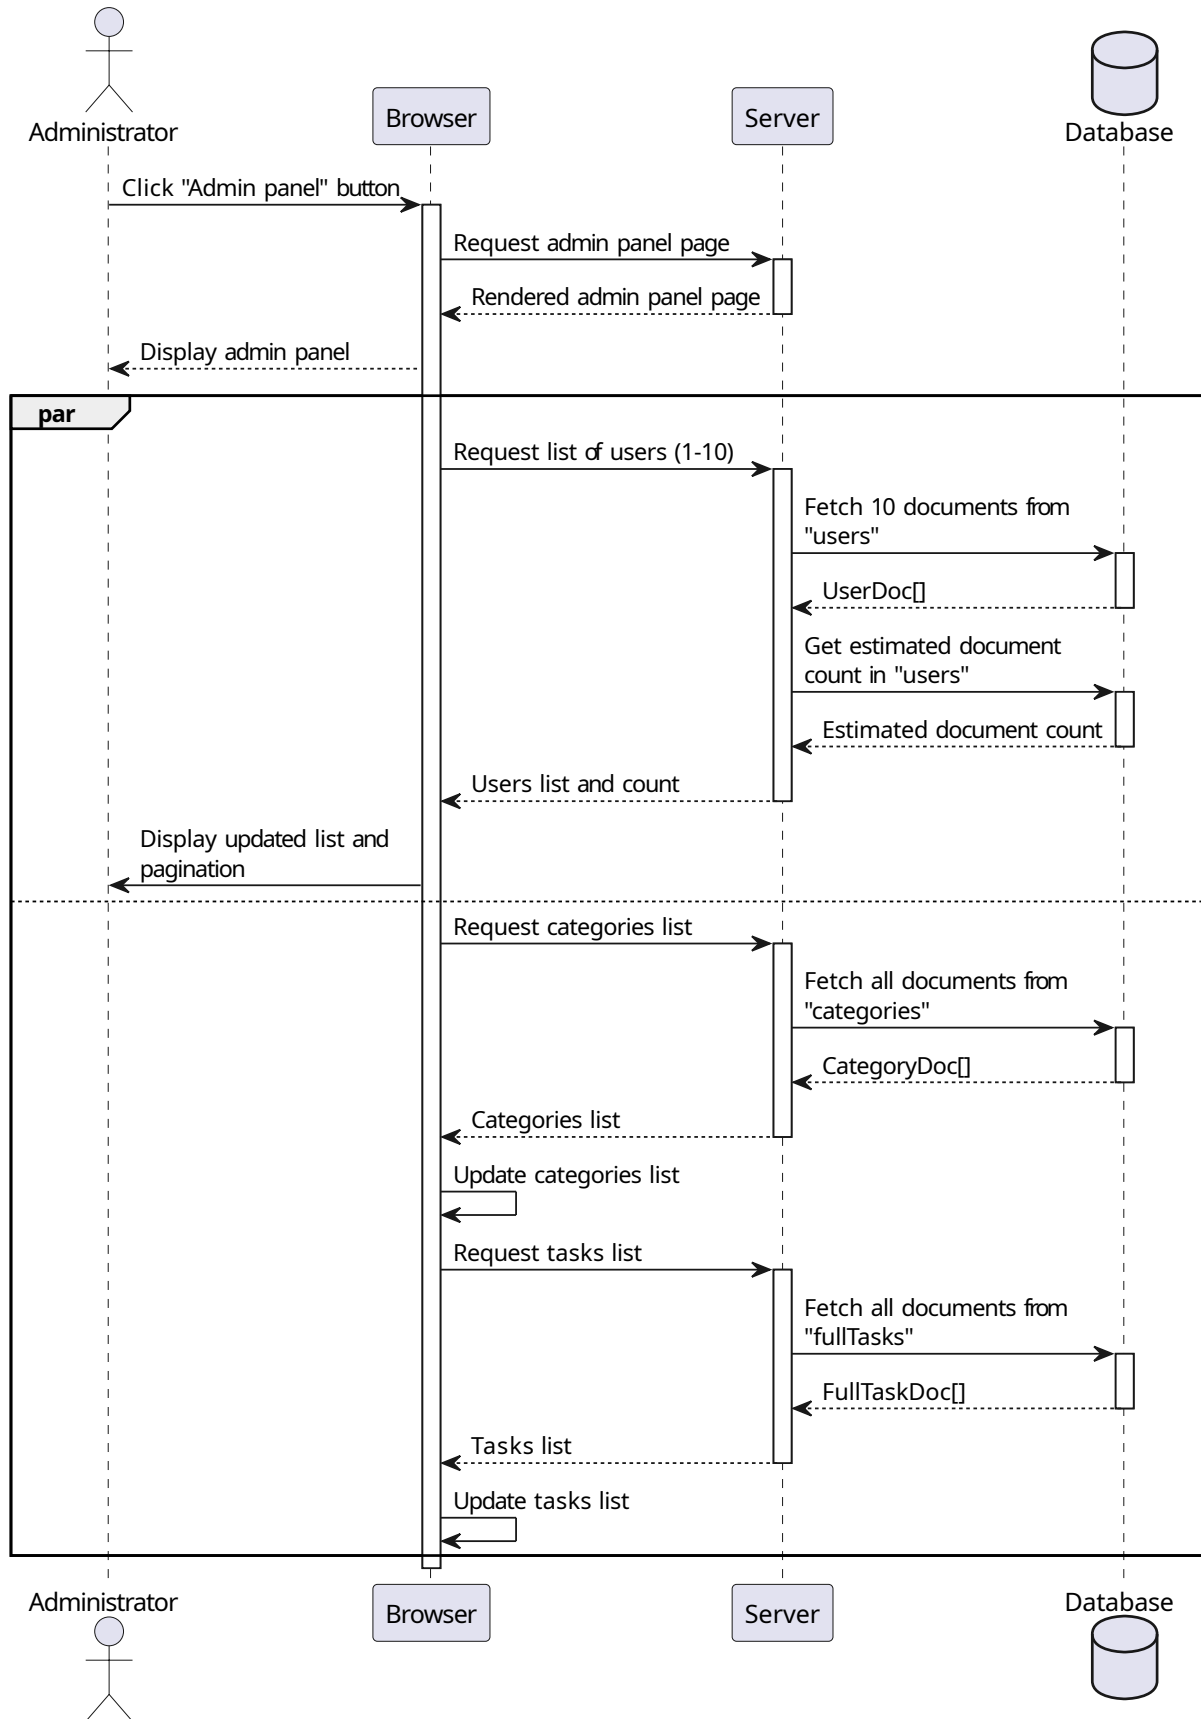 Administrator
Browser
Server
Database
Click "Admin panel" button
Request admin panel page
Rendered admin panel page
Display admin panel
par
Request list of users (1-10)
Fetch 10 documents from
"users"
UserDoc[]
Get estimated document
count in "users"
Estimated document count
Users list and count
Display updated list and
pagination
Request categories list
Fetch all documents from
"categories"
CategoryDoc[]
Categories list
Update categories list
Request tasks list
Fetch all documents from
"fullTasks"
FullTaskDoc[]
Tasks list
Update tasks list
Administrator
Browser
Server
Database